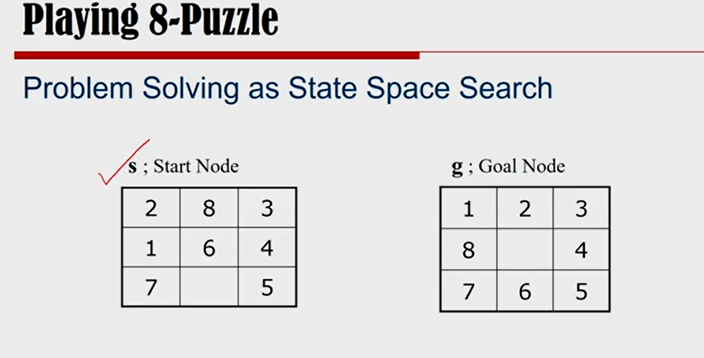 Playing 8-Puzzle
Problem Solving as State Space Search
s ; Start Node
2 8 3
1 6 4
7 5
g ; Goal Node
1 2 3
8 4
7 6 5